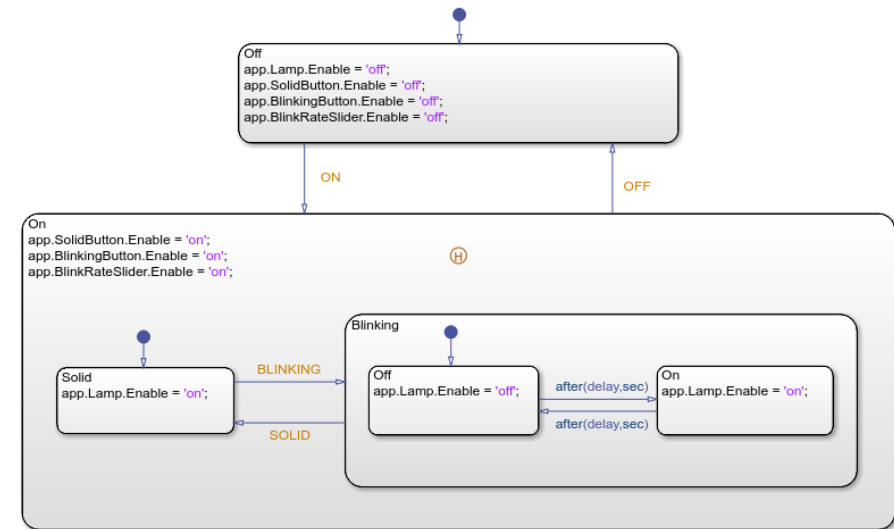 Off
app.Lamp.Enable = 'off';
app.SolidButton.Enable = 'off';
app.BlinkingButton.Enable = 'off';
app.BlinkRateSlider.Enable = 'off';
ON
OFF
On
app.SolidButton.Enable = 'on';
app.BlinkingButton.Enable = 'on';
app.BlinkRateSlider.Enable = 'on';
H
Blinking
Solid
app.Lamp.Enable = 'on';
BLINKING
SOLID
Off
app.Lamp.Enable = 'off';
after(delay,sec)
after(delay,sec)
On
app.Lamp.Enable = 'on';